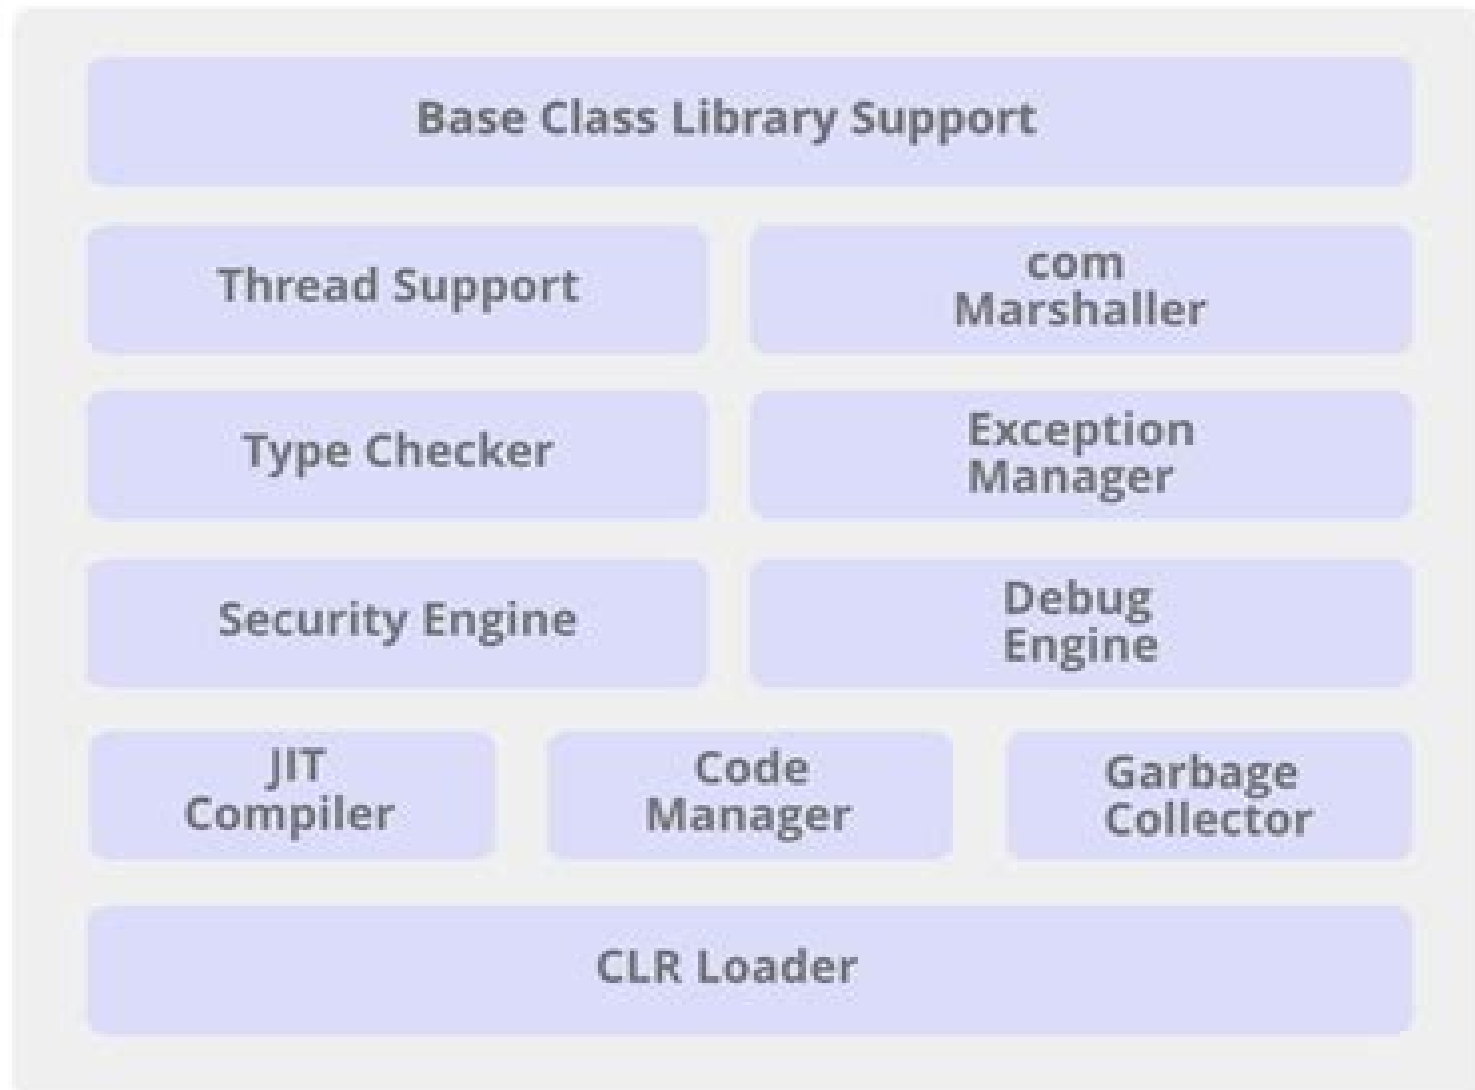 Base Class Library Support
Thread Support
com
Marshaller
Type Checker
Exception
Manager
Security Engine
Debug
Engine
JIT
Compiler
Code
Manager
Garbage
Collector
CLR Loader